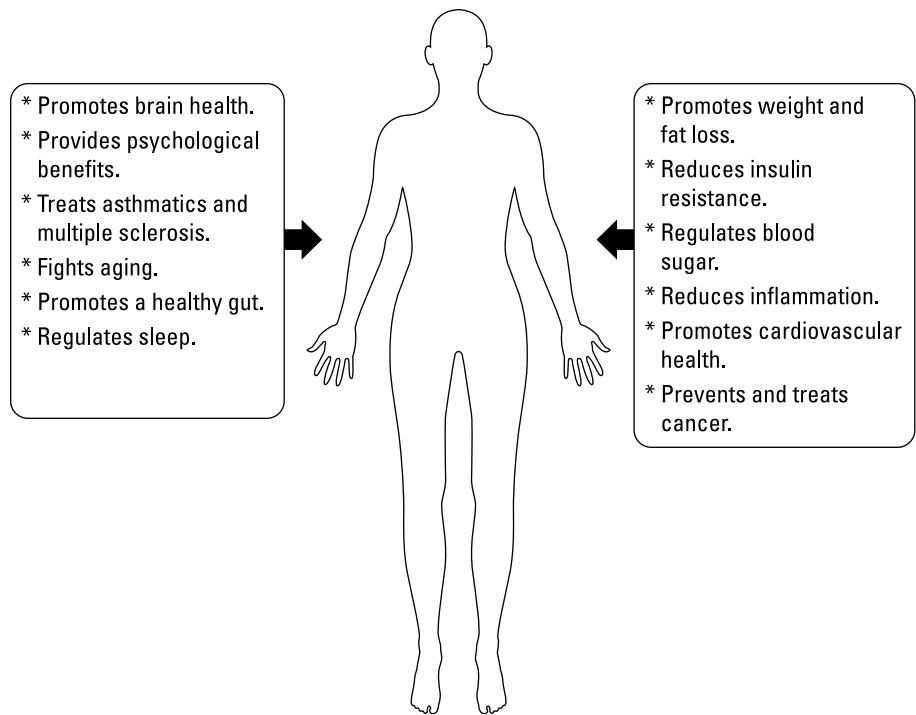 * Promotes brain health.
* Provides psychological
benefits.
* Treats asthmatics and
multiple sclerosis.
* Fights aging.
* Promotes a healthy gut.
* Regulates sleep.
* Promotes weight and
fat loss.
* Reduces insulin
resistance.
* Regulates blood
sugar.
* Reduces inflammation.
* Promotes cardiovascular
health.
* Prevents and treats
cancer.